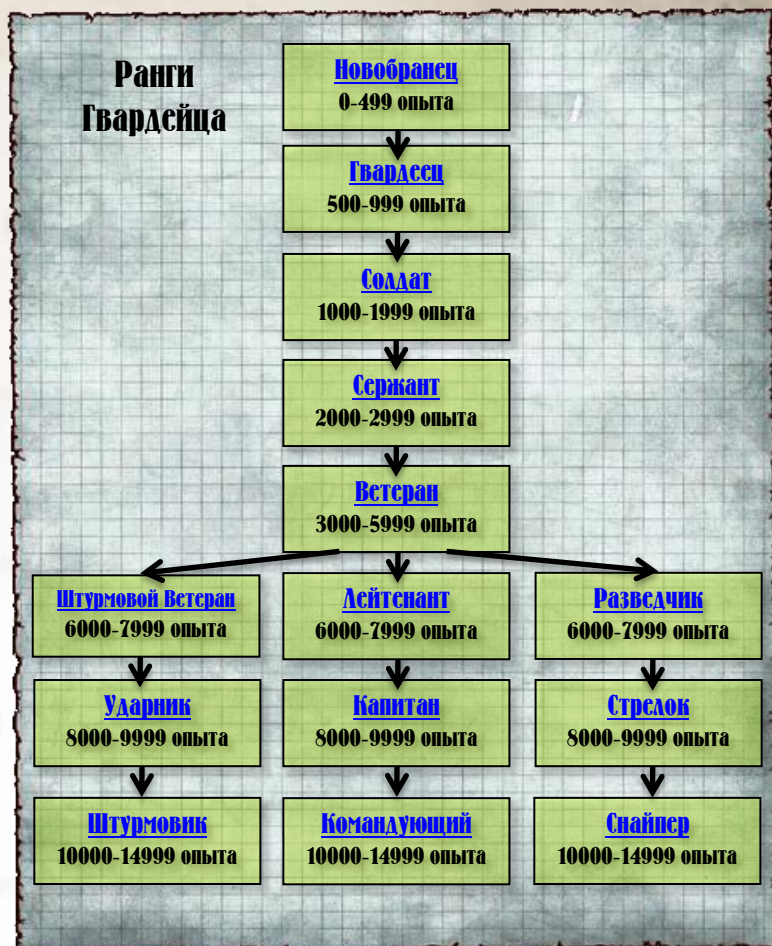 Ранги
Гвардейца
Новобранец
0-499 опыта
Гвардеец
500-999 опыта
Солдат
1000-1999 опыта
Сержант
2000-2999 опыта
Ветеран
3000-5999 опыта
Штурмовой Ветеран
6000-7999 опыта
Лейтенант
6000-7999 опыта
Разведчик
6000-7999 опыта
Ударник
8000-9999 опыта
Капитан
8000-9999 опыта
Стрелок
8000-9999 опыта
Штурмовик
10000-14999 опыта
Командующий
10000-14999 опыта
Снайпер
10000-14999 опыта